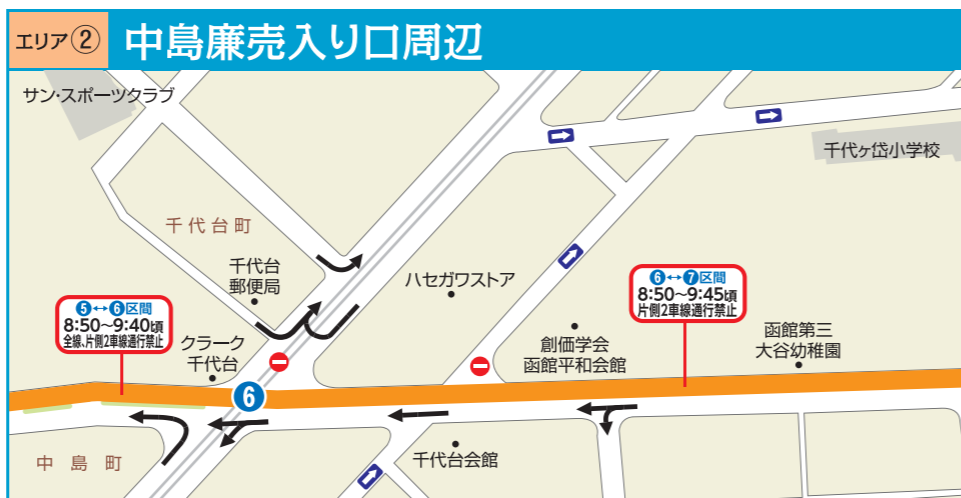 エリア②
中島廉売入り口周辺
サン・スポーツクラブ
千代ヶ岱小学校
千代台町
千代台
郵便局
ハセガワストア
⑥↔⑦区間
8:50~9:45頃
片側2車線通行禁止
⑤↔⑥区間
8:50~9:40頃
全線、片側2車線通行禁止
クラーク
千代台
創価学会
函館平和会館
函館第三
大谷幼稚園
6
中島町
千代台会館